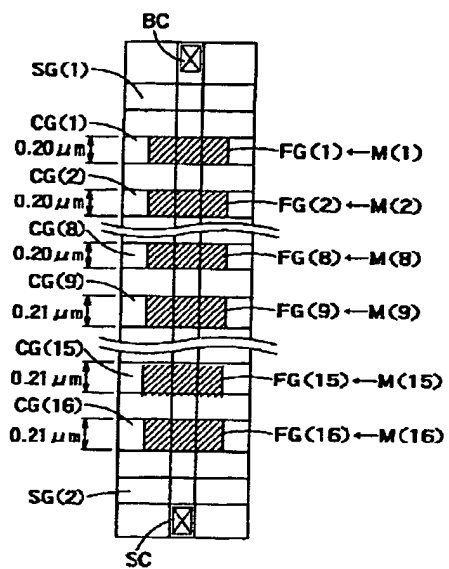 BC
SG(1)
CG(1)
0.20 μm
FG(1)←M(1)
CG(2)
0.20 μm
FG(2)←M(2)
CG(8)
0.20 μm
FG(8)←M(8)
CG(9)
0.21 μm
FG(9)←M(9)
CG(15)
0.21 μm
FG(15)←M(15)
CG(16)
0.21 μm
FG(16)←M(16)
SG(2)
SC